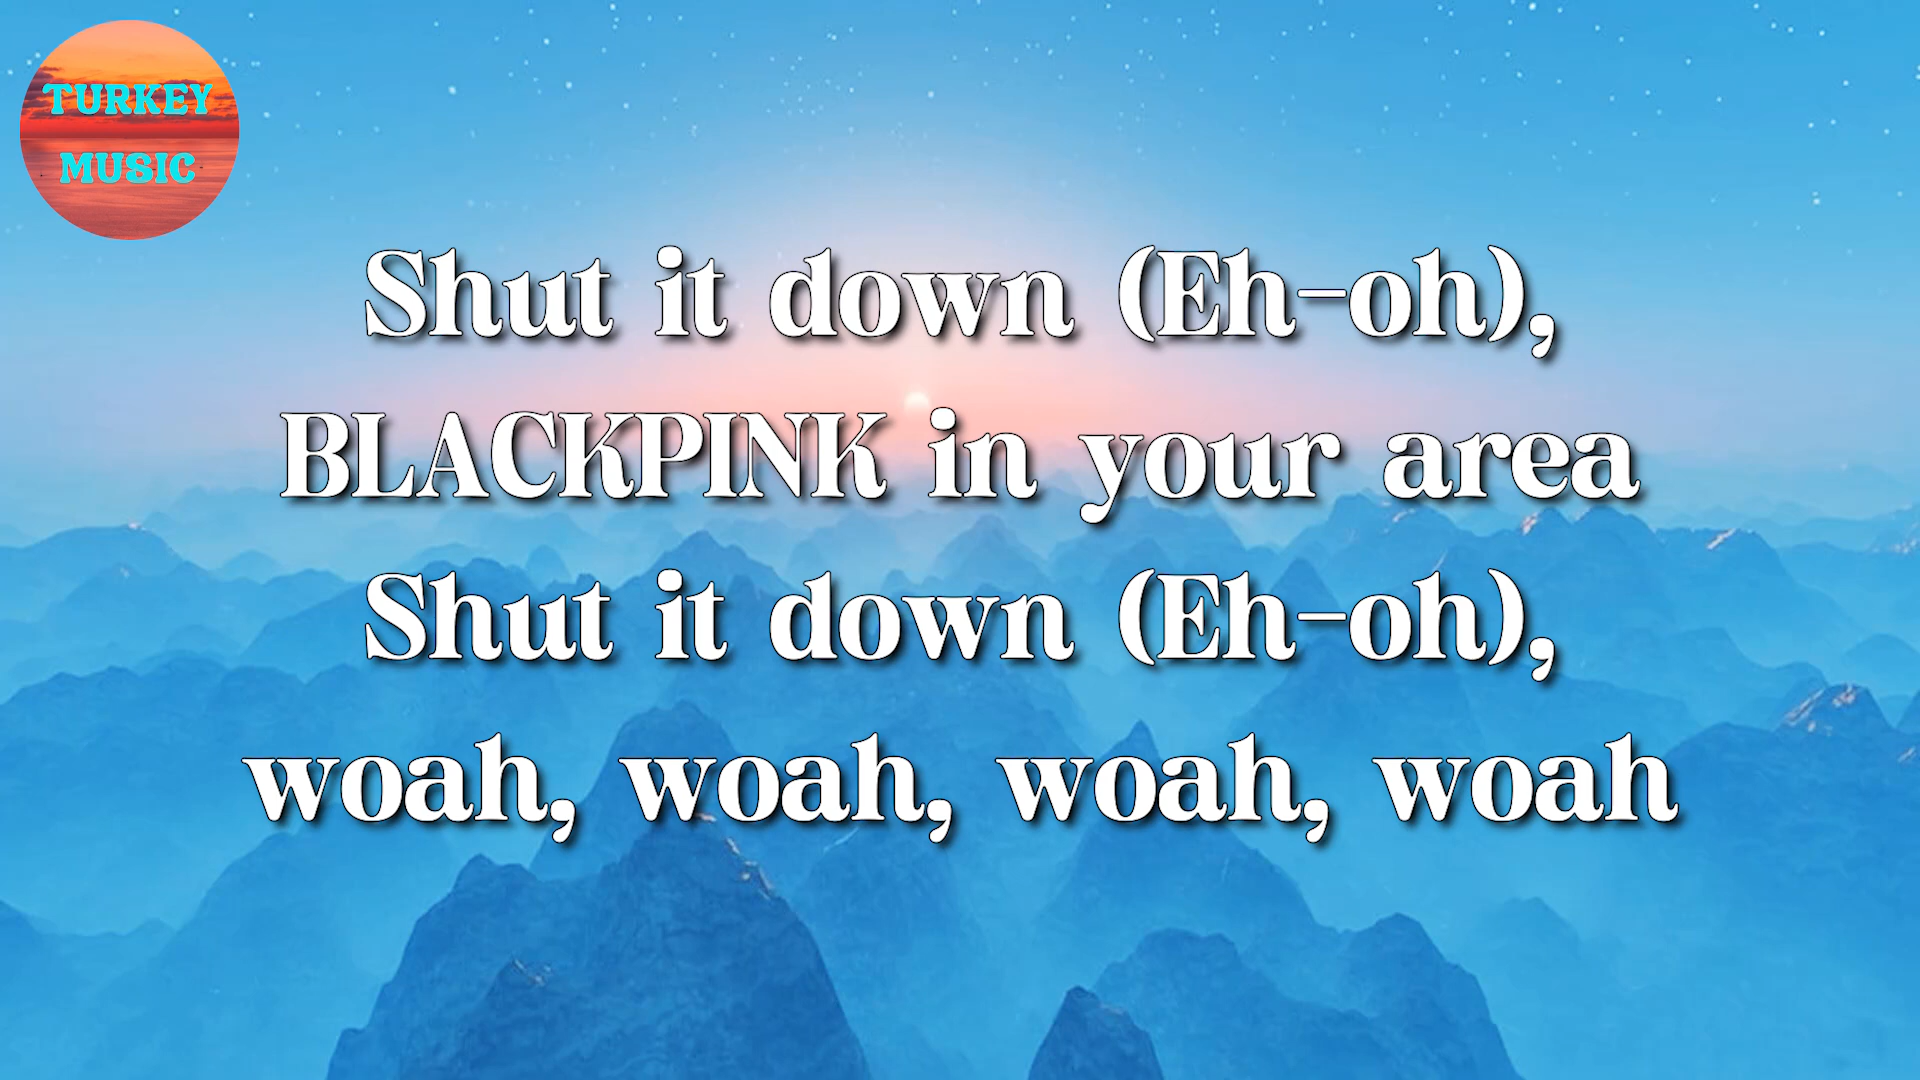 TURKEY
MUSIC
Shut it down (Eh-oh),
BLACKPINK in your area
Shut it down (Eh-oh),
woah, woah, woah, woah